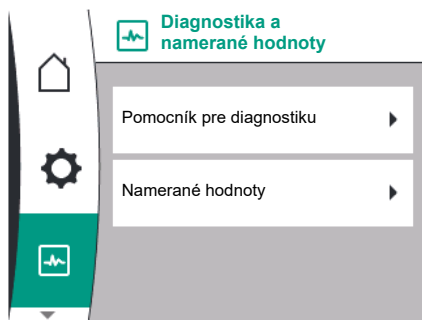 Diagnostika a
namerané hodnoty
Pomocník pre diagnostiku
Namerané hodnoty